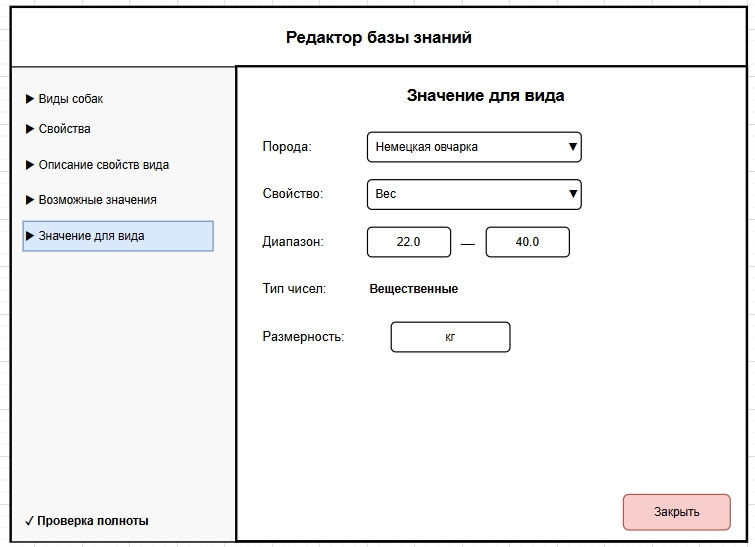 Редактор базы знаний
▶ Виды собак
▶ Свойства
▶ Описание свойств вида
▶ Возможные значения
▶ Значение для вида
✓ Проверка полноты
Значение для вида
Порода: Немецкая овчарка ▼
Свойство: Вес ▼
Диапазон: 22.0 — 40.0
Тип чисел: Вещественные
Размерность: кг
Закрыть